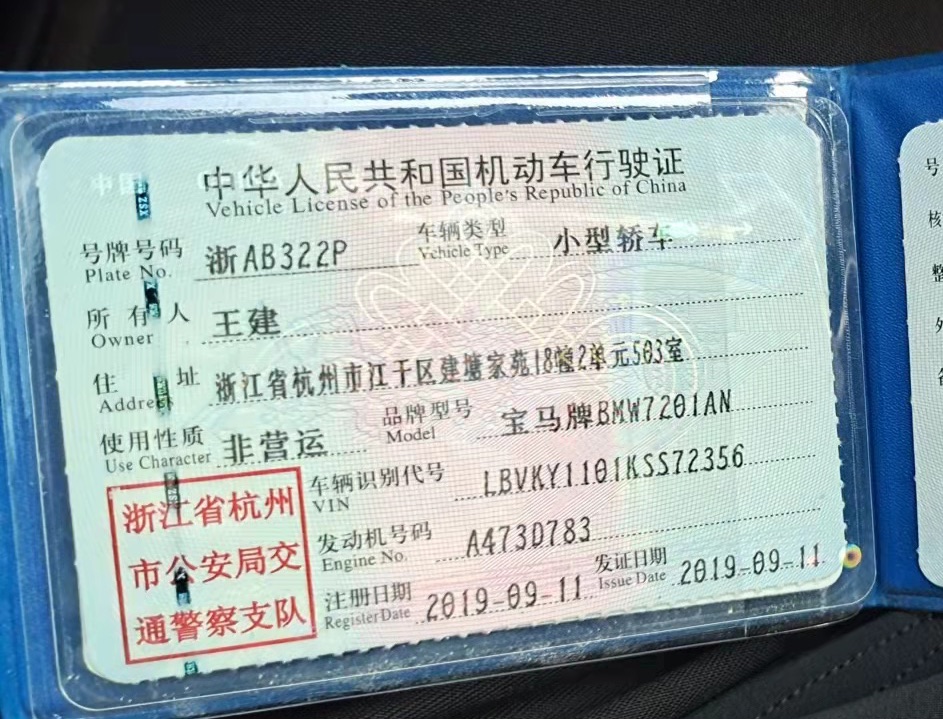 中华人民共和国机动车行驶证
Vehicle License of the People's Republic of China
号牌号码 浙AB322P 车辆类型 小型轿车
Plate No. Vehicle Type
所有人 王建
Owner
住址 浙江省杭州市江干区建塘家苑18幢2单元503室
Address
使用性质 非营运 品牌型号 宝马牌BMW7201AN
Use Character Model
车辆识别代号 LBVKY1101KSS72356
VIN
发动机号码 A473D783
Engine No.
注册日期 2019-09-11 发证日期 2019-09-11
Register Date Issue Date
浙江省杭州
市公安局交
通警察支队
号
核
整
外